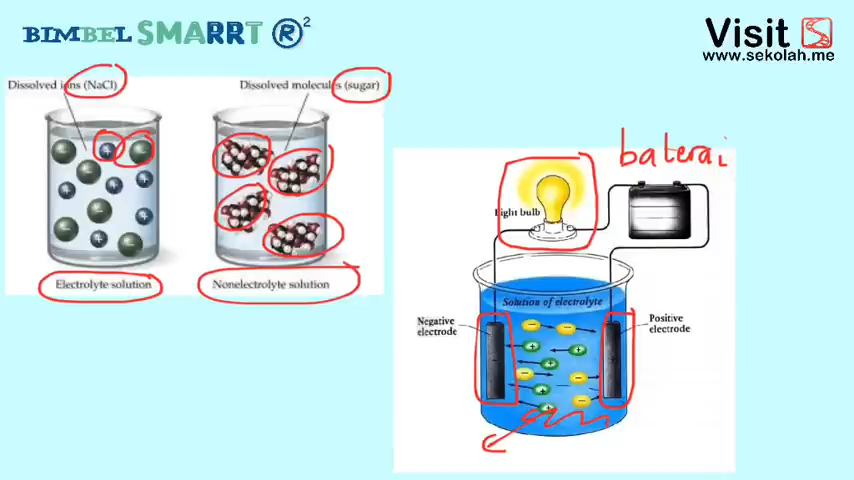 BIMBEL SMARRT ®²
Visit S
www.sekolah.me
Dissolved ions (NaCl)
Dissolved molecules (sugar)
Electrolyte solution
Nonelectrolyte solution
baterai
Light bulb
Solution of electrolyte
Negative
electrode
Positive
electrode